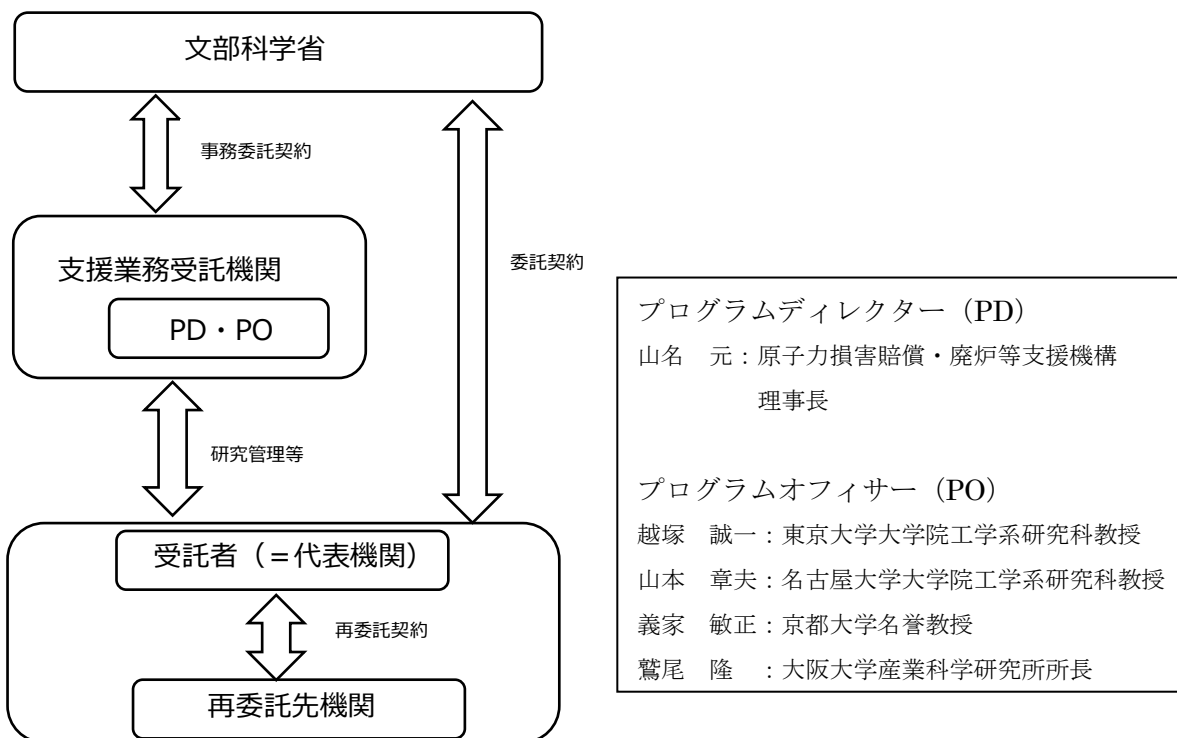 文部科学省
事務委託契約
委託契約
支援業務受託機関
PD・PO
研究管理等
受託者（＝代表機関）
再委託契約
再委託先機関
プログラムディレクター（PD）
山名　元：原子力損害賠償・廃炉等支援機構
理事長
プログラムオフィサー（PO）
越塚　誠一：東京大学大学院工学系研究科教授
山本　章夫：名古屋大学大学院工学系研究科教授
義家　敏正：京都大学名誉教授
鷲尾　隆　：大阪大学産業科学研究所所長